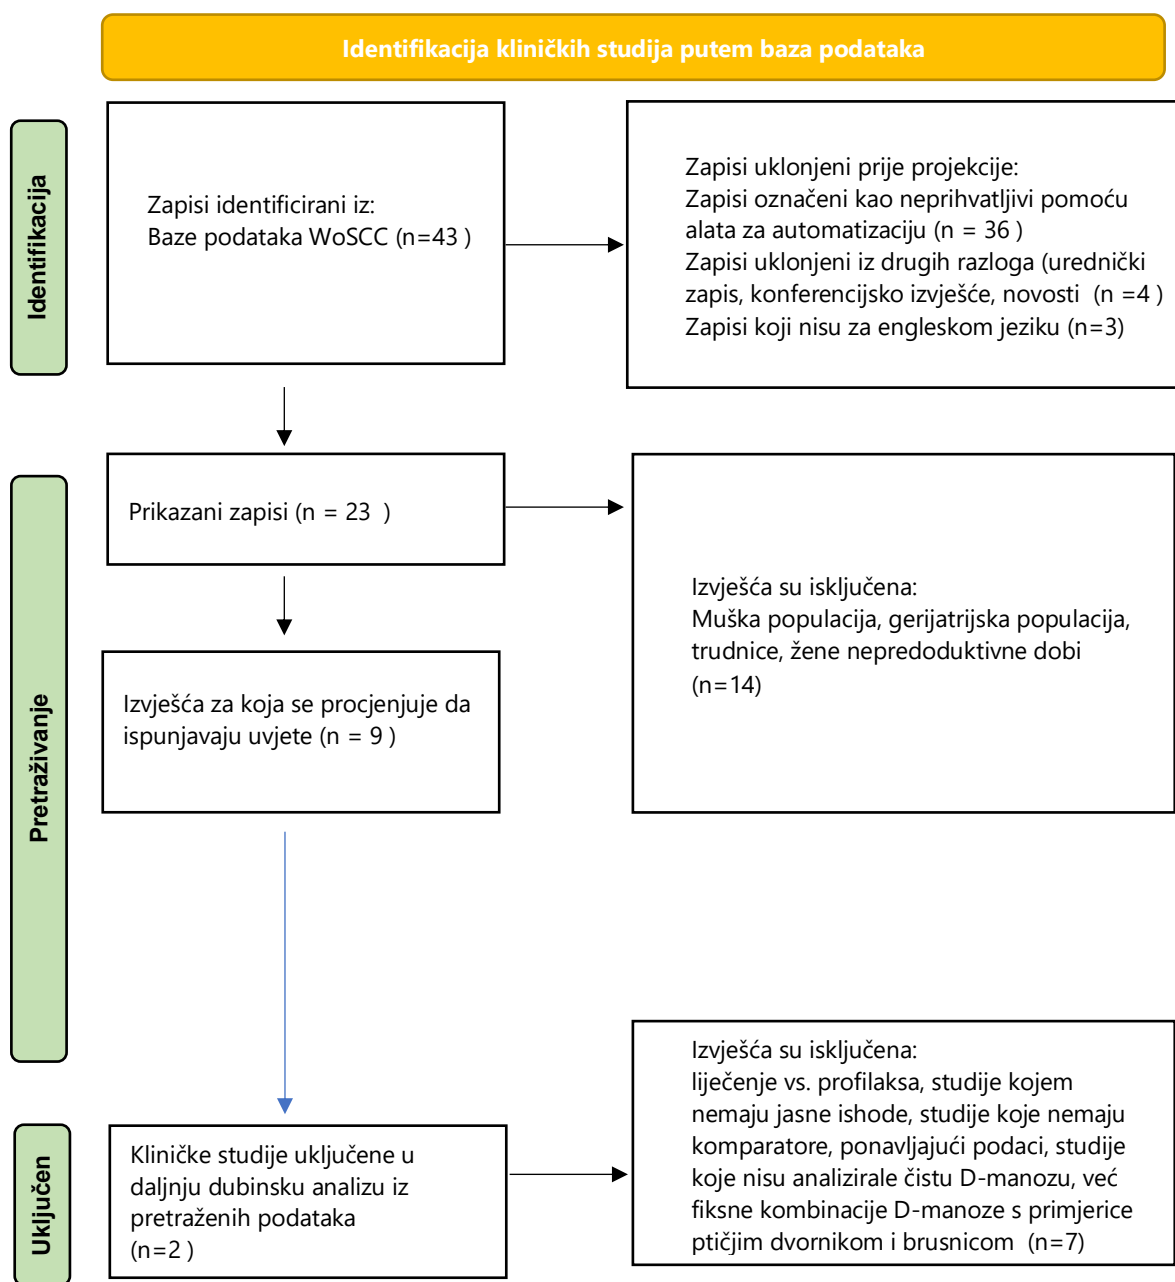 Identifikacija kliničkih studija putem baza podataka
Identifikacija
Zapisi identificirani iz:
Baze podataka WoSCC (n=43 )
Zapisi uklonjeni prije projekcije:
Zapisi označeni kao neprihvatljivi pomoću
alata za automatizaciju (n = 36 )
Zapisi uklonjeni iz drugih razloga (urednički
zapis, konferencijsko izvješće, novosti (n =4 )
Zapisi koji nisu za engleskom jeziku (n=3)
Pretraživanje
Prikazani zapisi (n = 23 )
Izvješća su isključena:
Muška populacija, gerijatrijska populacija,
trudnice, žene nepredoduktivne dobi
(n=14)
Izvješća za koja se procjenjuje da
ispunjavaju uvjete (n = 9 )
Uključen
Kliničke studije uključene u
daljnju dubinsku analizu iz
pretraženih podataka
(n=2 )
Izvješća su isključena:
liječenje vs. profilaksa, studije kojem
nemaju jasne ishode, studije koje nemaju
komparatore, ponavljajući podaci, studije
koje nisu analizirale čistu D-manozu, već
fiksne kombinacije D-manoze s primjerice
ptičjim dvornikom i brusnicom (n=7)